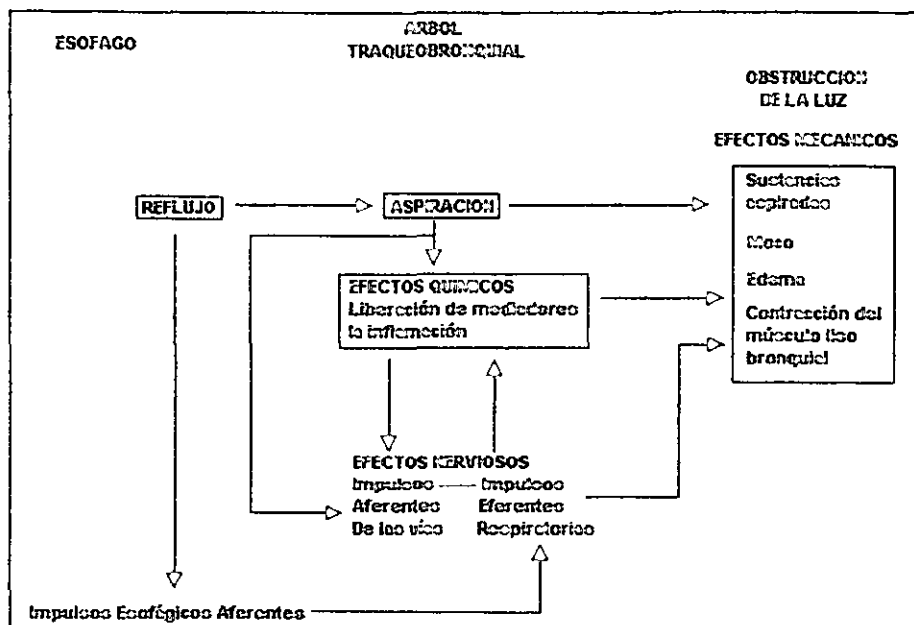 ESOFAGO
ARBOL
TRAQUEOBRONQUIAL
OBSTRUCCION
DE LA LUZ
EFECTOS MECANICOS
REFLUJO
ASPIRACION
Sustancias
aspiradas
Moco
Edema
Contracción del
músculo liso
bronquial
EFECTOS QUIMICOS
Liberación de mediadores
la inflamación
EFECTOS NERVIOSOS
Impulsos Impulsos
Aferentes Eferentes
De las vías Respiratorias
Impulsos Esofágicos Aferentes